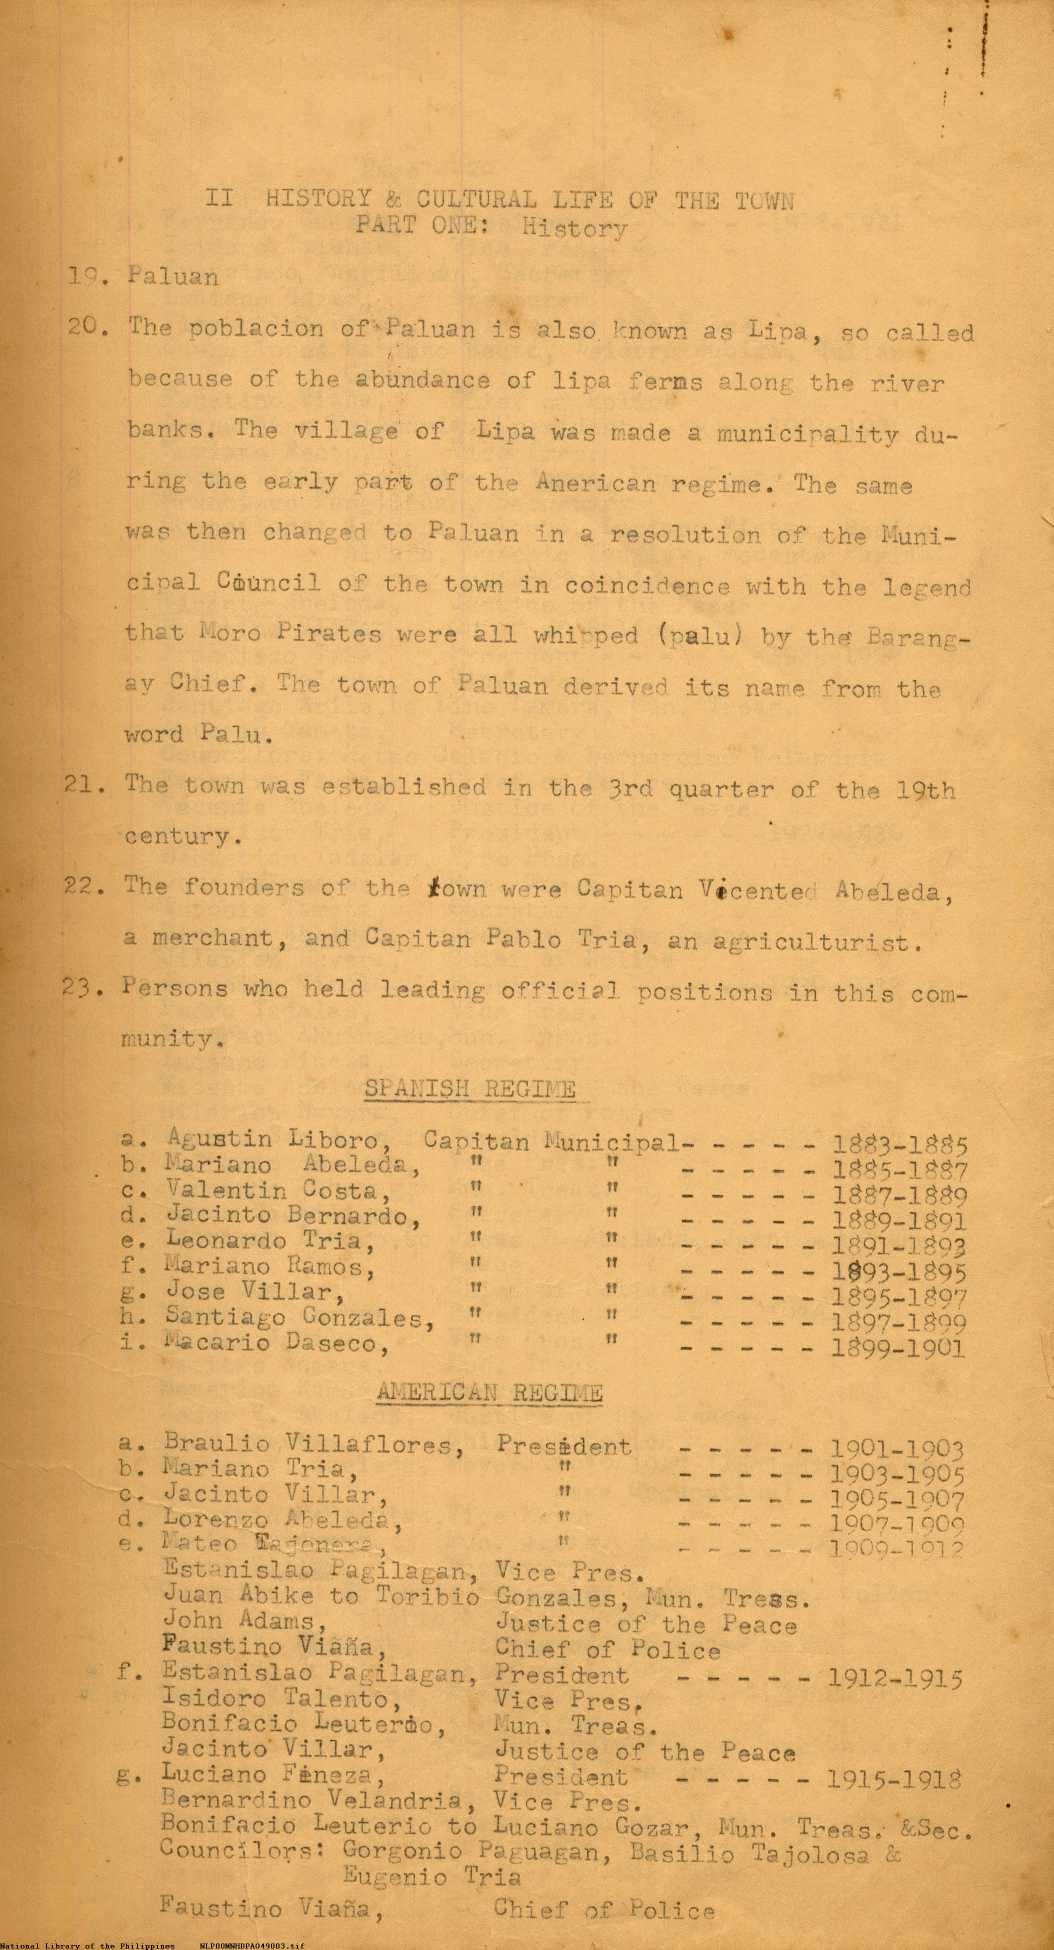 II HISTORY & CULTURAL LIFE OF THE TOWN
PART ONE: History
19. Paluan
20. The poblacion of Paluan is also known as Lipa, so called
because of the abundance of lipa ferns along the river
banks. The village of Lipa was made a municipality du-
ring the early part of the Anerican regime. The same
was then changed to Paluan in a resolution of the Muni-
cipal Council of the town in coincidence with the legend
that Moro Pirates were all whipped (palu) by the Barang-
ay Chief. The town of Paluan derived its name from the
word Palu.
21. The town was established in the 3rd quarter of the 19th
century.
22. The founders of the town were Capitan Vicented Abeleda,
a merchant, and Capitan Pablo Tria, an agriculturist.
23. Persons who held leading official positions in this com-
munity.
SPANISH REGIME
a. Agustin Liboro, Capitan Municipal- - - - - 1883-1885
b. Mariano Abeleda, " " - - - - - 1885-1887
c. Valentin Costa, " " - - - - - 1887-1889
d. Jacinto Bernardo, " " - - - - - 1889-1891
e. Leonardo Tria, " " - - - - - 1891-1893
f. Mariano Ramos, " " - - - - - 1893-1895
g. Jose Villar, " " - - - - - 1895-1897
h. Santiago Gonzales, " " - - - - - 1897-1899
i. Macario Daseco, " " - - - - - 1899-1901
AMERICAN REGIME
a. Braulio Villaflores, President - - - - - 1901-1903
b. Mariano Tria, " - - - - - 1903-1905
c. Jacinto Villar, " - - - - - 1905-1907
d. Lorenzo Abeleda, " - - - - - 1907-1909
e. Mateo " - - - - - 1909-1912
Estanislao Pagilagan, Vice Pres.
Juan Abike to Toribio Gonzales, Mun. Treas.
John Adams, Justice of the Peace
Faustino Viaña, Chief of Police
f. Estanislao Pagilagan, President - - - - - 1912-1915
Isidoro Talento, Vice Pres.
Bonifacio Leuterio, Mun. Treas.
Jacinto Villar, Justice of the Peace
g. Luciano Fineza, President - - - - - 1915-1918
Bernardino Velandria, Vice Pres.
Bonifacio Leuterio to Luciano Gozar, Mun. Treas. &Sec.
Councilors: Gorgonio Paguagan, Basilio Tajolosa &
Eugenio Tria
Faustino Viaña, Chief of Police
National Library of the Philippines NLPOOMNHDPA049003.tif